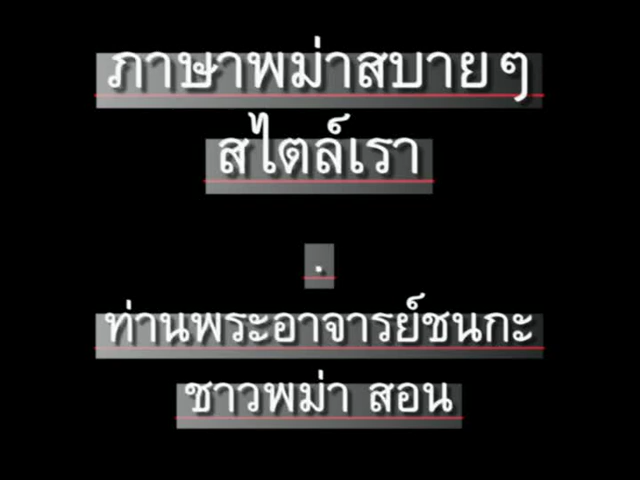 ภาษาพม่าสบายๆ
สไตล์เรา
.
ท่านพระอาจารย์ชนกะ
ชาวพม่า สอน